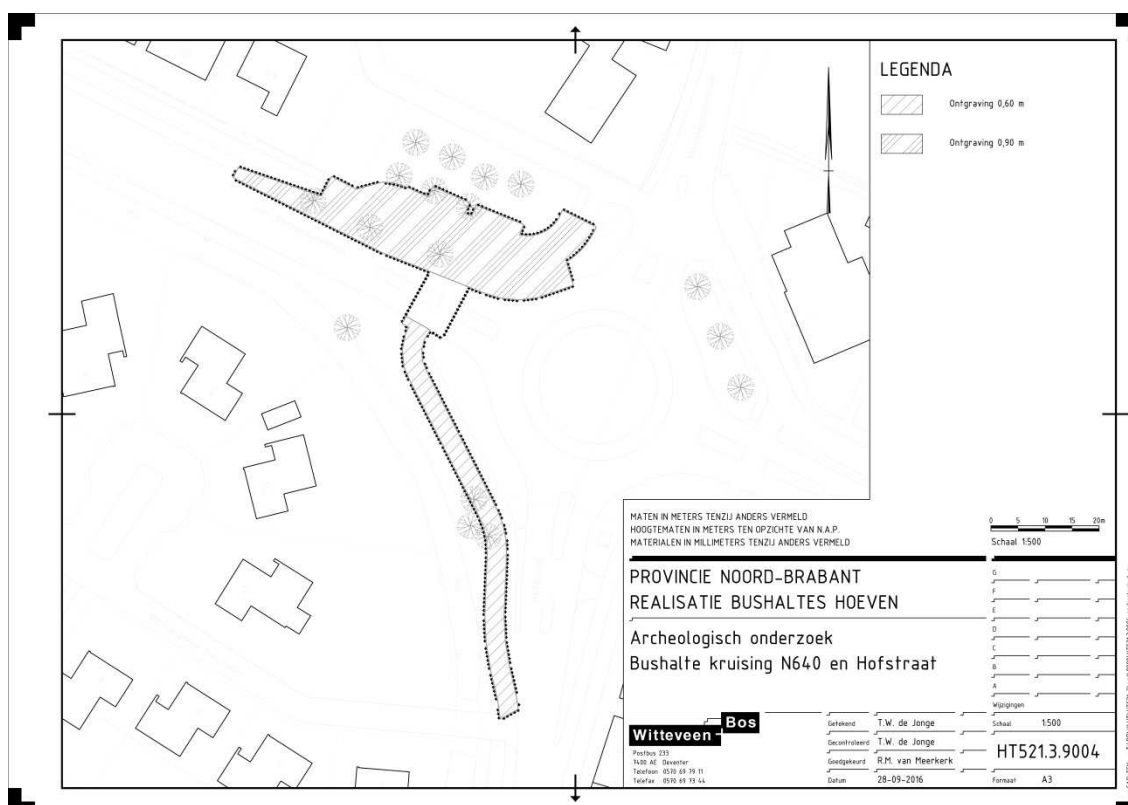 LEGENDA
Ontgraving 0,60 m
Ontgraving 0,90 m
MATEN IN METERS TENZIJ ANDERS VERMELD
HOOGTEMATEN IN METERS TEN OPZICHTE VAN N.A.P.
MATERIALEN IN MILLIMETERS TENZIJ ANDERS VERMELD
0 5 10 15 20m
Schaal 1:500
PROVINCIE NOORD-BRABANT
REALISATIE BUSHALTES HOEVEN
Archeologisch onderzoek
Bushalte kruising N640 en Hofstraat
G
F
E
D
C
B
A
Wijzigingen
Witteveen Bos
Postbus 233
7400 AE Deventer
Telefoon 0570 69 79 11
Telefax 0570 69 73 44
Getekend T.W. de Jonge
Gecontroleerd T.W. de Jonge
Goedgekeurd R.M. van Meerkerk
Datum 28-09-2016
Schaal 1:500
HT521.3.9004
Formaat A3